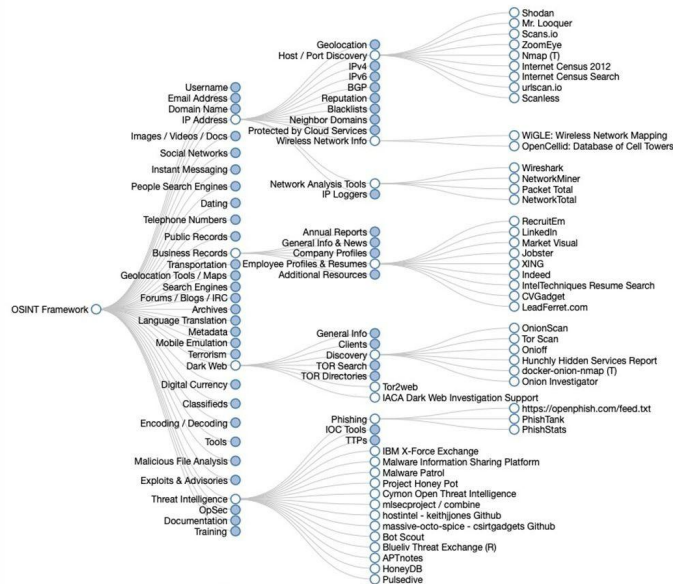 OSINT Framework
Username
Email Address
Domain Name
IP Address
Images / Videos / Docs
Social Networks
Instant Messaging
People Search Engines
Dating
Telephone Numbers
Public Records
Business Records
Transportation
Geolocation Tools / Maps
Search Engines
Forums / Blogs / IRC
Archives
Language Translation
Metadata
Mobile Emulation
Terrorism
Dark Web
Digital Currency
Classifieds
Encoding / Decoding
Tools
Malicious File Analysis
Exploits & Advisories
Threat Intelligence
OpSec
Documentation
Training
Geolocation
Host / Port Discovery
IPv4
IPv6
BGP
Reputation
Blacklists
Neighbor Domains
Protected by Cloud Services
Wireless Network Info
Network Analysis Tools
IP Loggers
Annual Reports
General Info & News
Company Profiles
Employee Profiles & Resumes
Additional Resources
General Info
Clients
Discovery
TOR Search
TOR Directories
Tor2web
IACA Dark Web Investigation Support
Phishing
IOC Tools
TTPs
IBM X-Force Exchange
Malware Information Sharing Platform
Malware Patrol
Project Honey Pot
Cymon Open Threat Intelligence
mlsecproject / combine
hostintel - keithjjones Github
massive-octo-spice - csirtgadgets Github
Bot Scout
Blueliv Threat Exchange (R)
APTnotes
HoneyDB
Pulsedive
Shodan
Mr. Looquer
Scans.io
ZoomEye
Nmap (T)
Internet Census 2012
Internet Census Search
urlscan.io
Scanless
WiGLE: Wireless Network Mapping
OpenCellid: Database of Cell Towers
Wireshark
NetworkMiner
Packet Total
NetworkTotal
RecruitEm
LinkedIn
Market Visual
Jobster
XING
Indeed
IntelTechniques Resume Search
CVGadget
LeadFerret.com
OnionScan
Tor Scan
Onioff
Hunchly Hidden Services Report
docker-onion-nmap (T)
Onion Investigator
https://openphish.com/feed.txt
PhishTank
PhishStats